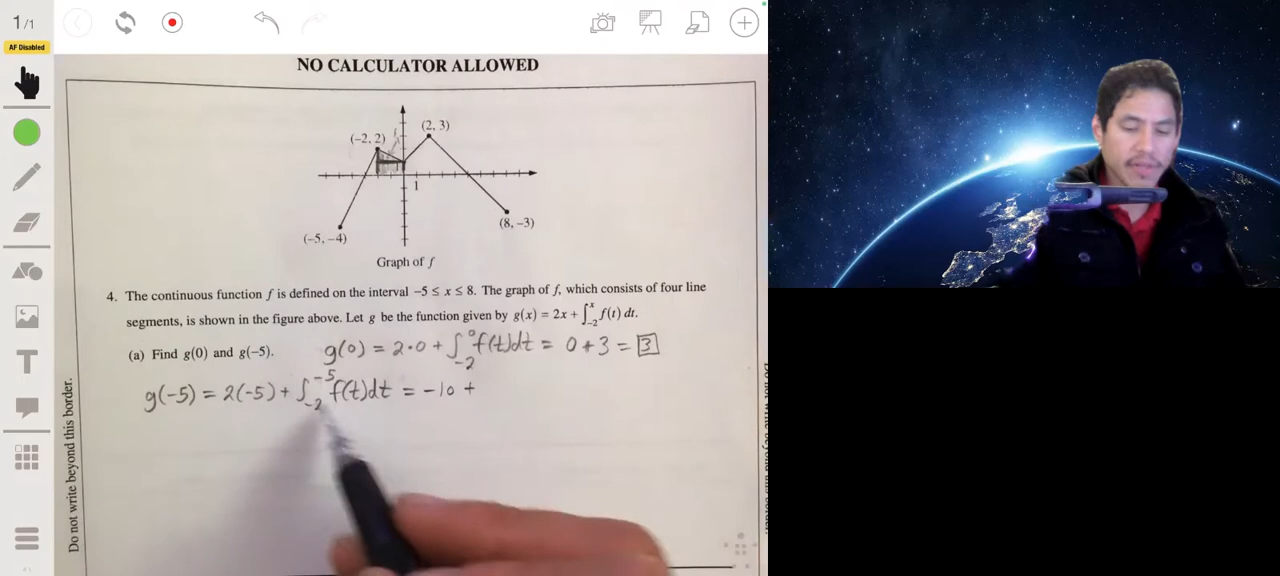 1/1
AF Disabled
NO CALCULATOR ALLOWED
(2, 3)
(−2, 2)
1
(8, −3)
(−5, −4)
Graph of f
4. The continuous function f is defined on the interval −5 ≤ x ≤ 8. The graph of f, which consists of four line
segments, is shown in the figure above. Let g be the function given by g(x) = 2x + ∫_{−2}^{x} f(t) dt.
(a) Find g(0) and g(−5). g(0) = 2·0 + ∫_{−2}^{0} f(t)dt = 0 + 3 = 3
g(−5) = 2(−5) + ∫_{−2}^{−5} f(t)dt = −10 +
Do not write beyond this border.